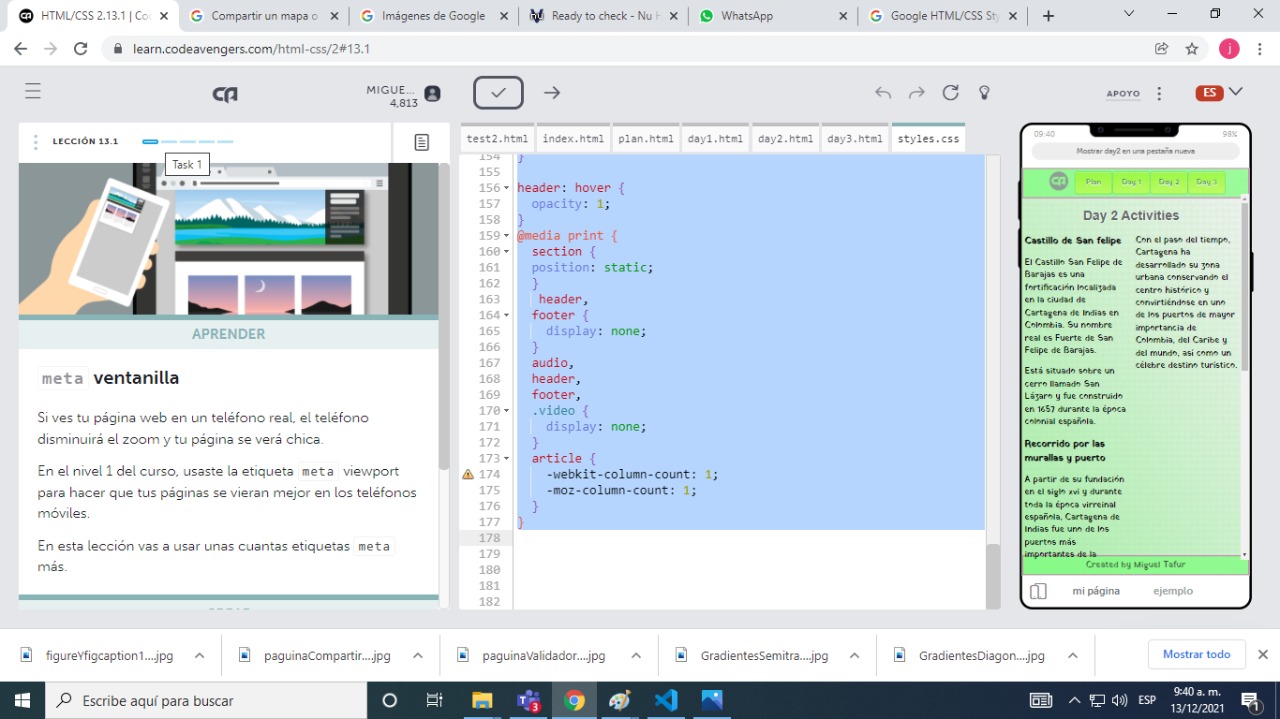 HTML/CSS 2.13.1 | Co
Compartir un mapa o
Imágenes de Google
Ready to check - Nu H
WhatsApp
Google HTML/CSS Sty
learn.codeavengers.com/html-css/2#13.1
j
MIGUE...
4,813
APOYO
ES
LECCIÓN 13.1
Task 1
APRENDER
meta ventanilla
Si ves tu página web en un teléfono real, el teléfono
disminuirá el zoom y tu página se verá chica.
En el nivel 1 del curso, usaste la etiqueta meta viewport
para hacer que tus páginas se vieran mejor en los teléfonos
móviles.
En esta lección vas a usar unas cuantas etiquetas meta
más.
test2.html index.html plan.html day1.html day2.html day3.html styles.css
154 }
155
156 header: hover {
157 opacity: 1;
158 }
159 @media print {
160 section {
161 position: static;
162 }
163 header,
164 footer {
165 display: none;
166 }
167 audio,
168 header,
169 footer,
170 .video {
171 display: none;
172 }
173 article {
174 -webkit-column-count: 1;
175 -moz-column-count: 1;
176 }
177 }
178
179
180
181
182
09:40
98%
Mostrar day2 en una pestaña nueva
Plan Day 1 Day 2 Day 3
Day 2 Activities
Castillo de San felipe
El Castillo San Felipe de
Barajas es una
fortificación localizada
en la ciudad de
Cartagena de Indias en
Colombia. Su nombre
real es Fuerte de San
Felipe de Barajas.
Está situado sobre un
cerro llamado San
Lázaro y fue construido
en 1657 durante la época
colonial española.
Recorrido por las
murallas y puerto
A partir de su fundación
en el siglo xvi y durante
toda la época virreinal
española, Cartagena de
Indias fue uno de los
puertos más
importantes de la
Con el paso del tiempo,
Cartagena ha
desarrollado su zona
urbana conservando el
centro histórico y
convirtiéndose en uno
de los puertos de mayor
importancia de
Colombia, del Caribe y
del mundo, así como un
célebre destino turístico.
Created by Miguel Tafur
mi página ejemplo
figureYfigcaption1....jpg
paguinaCompartir....jpg
paguinaValidador....jpg
GradientesSemitra....jpg
GradientesDiagon....jpg
Mostrar todo
Escribe aquí para buscar
3
ESP
9:40 a. m.
13/12/2021
1